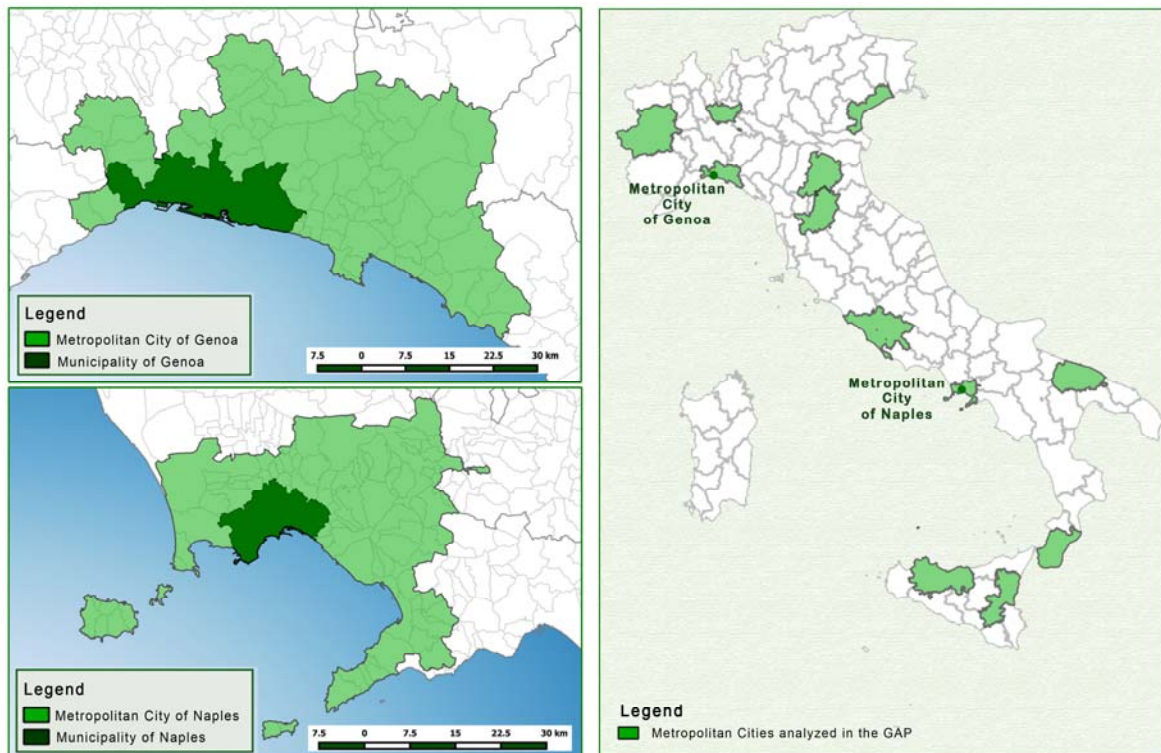 Legend
Metropolitan City of Genoa
Municipality of Genoa
7.5 0 7.5 15 22.5 30 km
Legend
Metropolitan City of Naples
Municipality of Naples
7.5 0 7.5 15 22.5 30 km
Metropolitan
City
of Genoa
Metropolitan
City
of Naples
Legend
Metropolitan Cities analyzed in the GAP